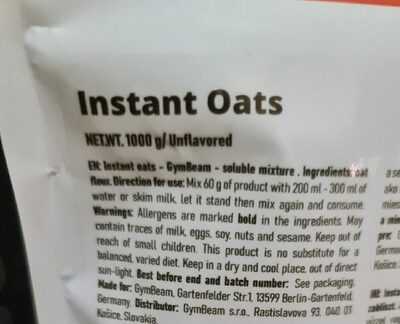 Instant Oats
NET.WT. 1000 g/ Unflavored
EN: Instant oats - GymBeam - soluble mixture . Ingredients: oat
flour. Direction for use: Mix 60 g of product with 200 ml - 300 ml of
water or skim milk, let it stand then mix again and consume.
Warnings: Allergens are marked bold in the ingredients. May
contain traces of milk, eggs, soy, nuts and sesame. Keep out of
reach of small children. This product is no substitute for a
balanced, varied diet. Keep in a dry and cool place, out of direct
sun-light. Best before end and batch number: See packaging.
Made for: GymBeam, Gartenfelder Str.1, 13599 Berlin-Gartenfeld,
Germany. Distributor: GymBeam s.r.o., Rastislavova 93, 040 01
Košice, Slovakia.
a se
ako
mies
a min
pre:
Košice,